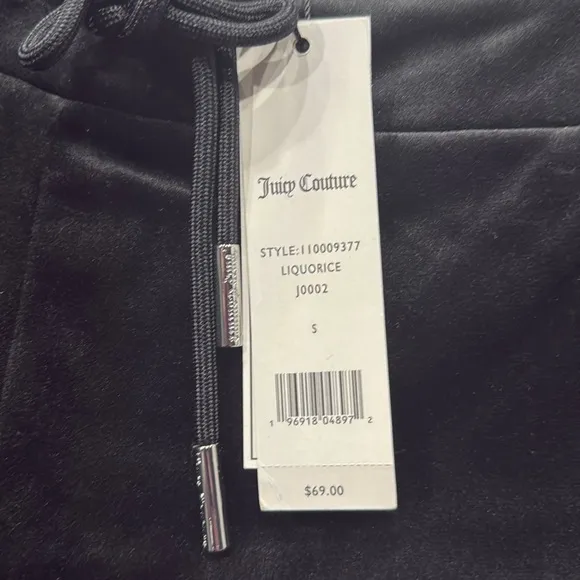 Juicy Couture
STYLE:110009377
LIQUORICE
J0002
S
1 96918 04897 2
$69.00